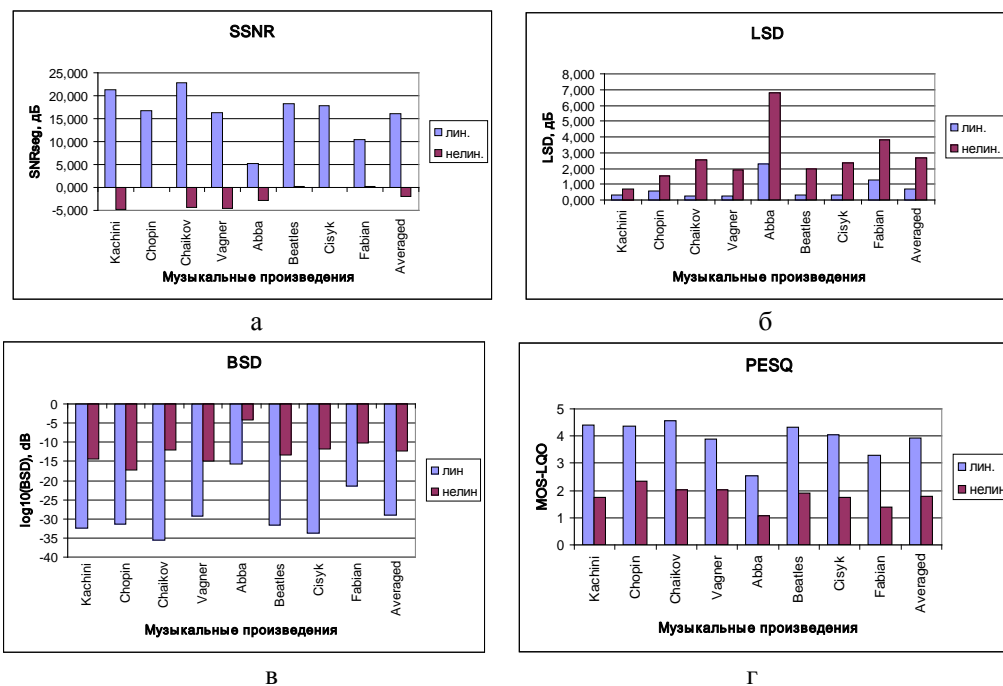 SSNR
SNRseg, дБ
25,000
20,000
15,000
10,000
5,000
0,000
-5,000
Kachini
Chopin
Chaikov
Vagner
Abba
Beatles
Cisyk
Fabian
Averaged
Музыкальные произведения
лин.
нелин.
а
LSD
LSD, дБ
8,000
7,000
6,000
5,000
4,000
3,000
2,000
1,000
0,000
Kachini
Chopin
Chaikov
Vagner
Abba
Beatles
Cisyk
Fabian
Averaged
Музыкальные произведения
лин.
нелин.
б
BSD
log10(BSD), dB
0
-5
-10
-15
-20
-25
-30
-35
-40
Kachini
Chopin
Chaikov
Vagner
Abba
Beatles
Cisyk
Fabian
Averaged
Музыкальные произведения
лин
нелин
в
PESQ
MOS-LQO
5
4
3
2
1
0
Kachini
Chopin
Chaikov
Vagner
Abba
Beatles
Cisyk
Fabian
Averaged
Музыкальные произведения
лин.
нелин.
г